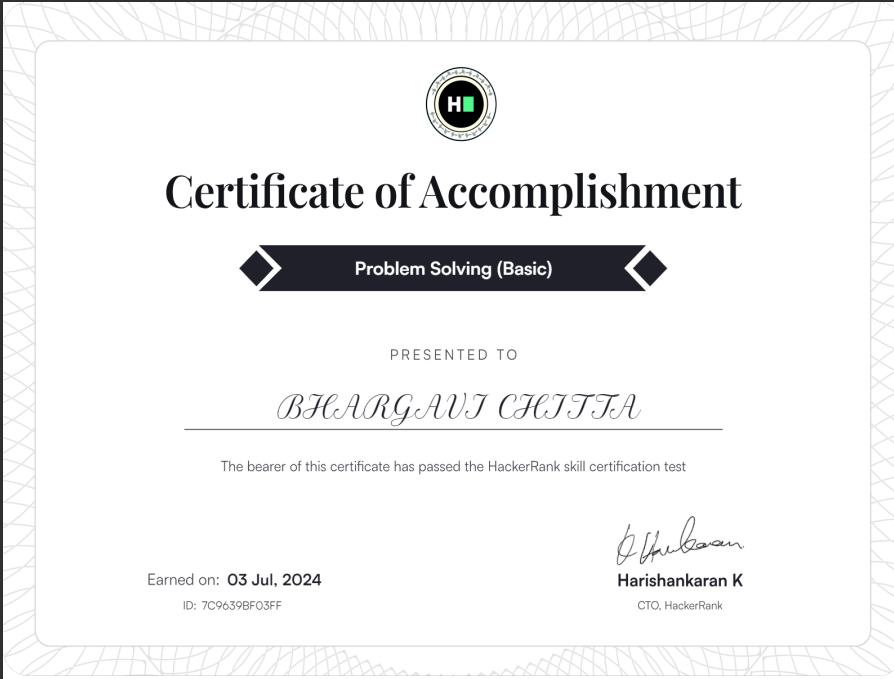 H
Certificate of Accomplishment
Problem Solving (Basic)
PRESENTED TO
BHARGAVI CHITTA
The bearer of this certificate has passed the HackerRank skill certification test
Earned on: 03 Jul, 2024
ID: 7C9639BF03FF
Harishankaran K
CTO, HackerRank